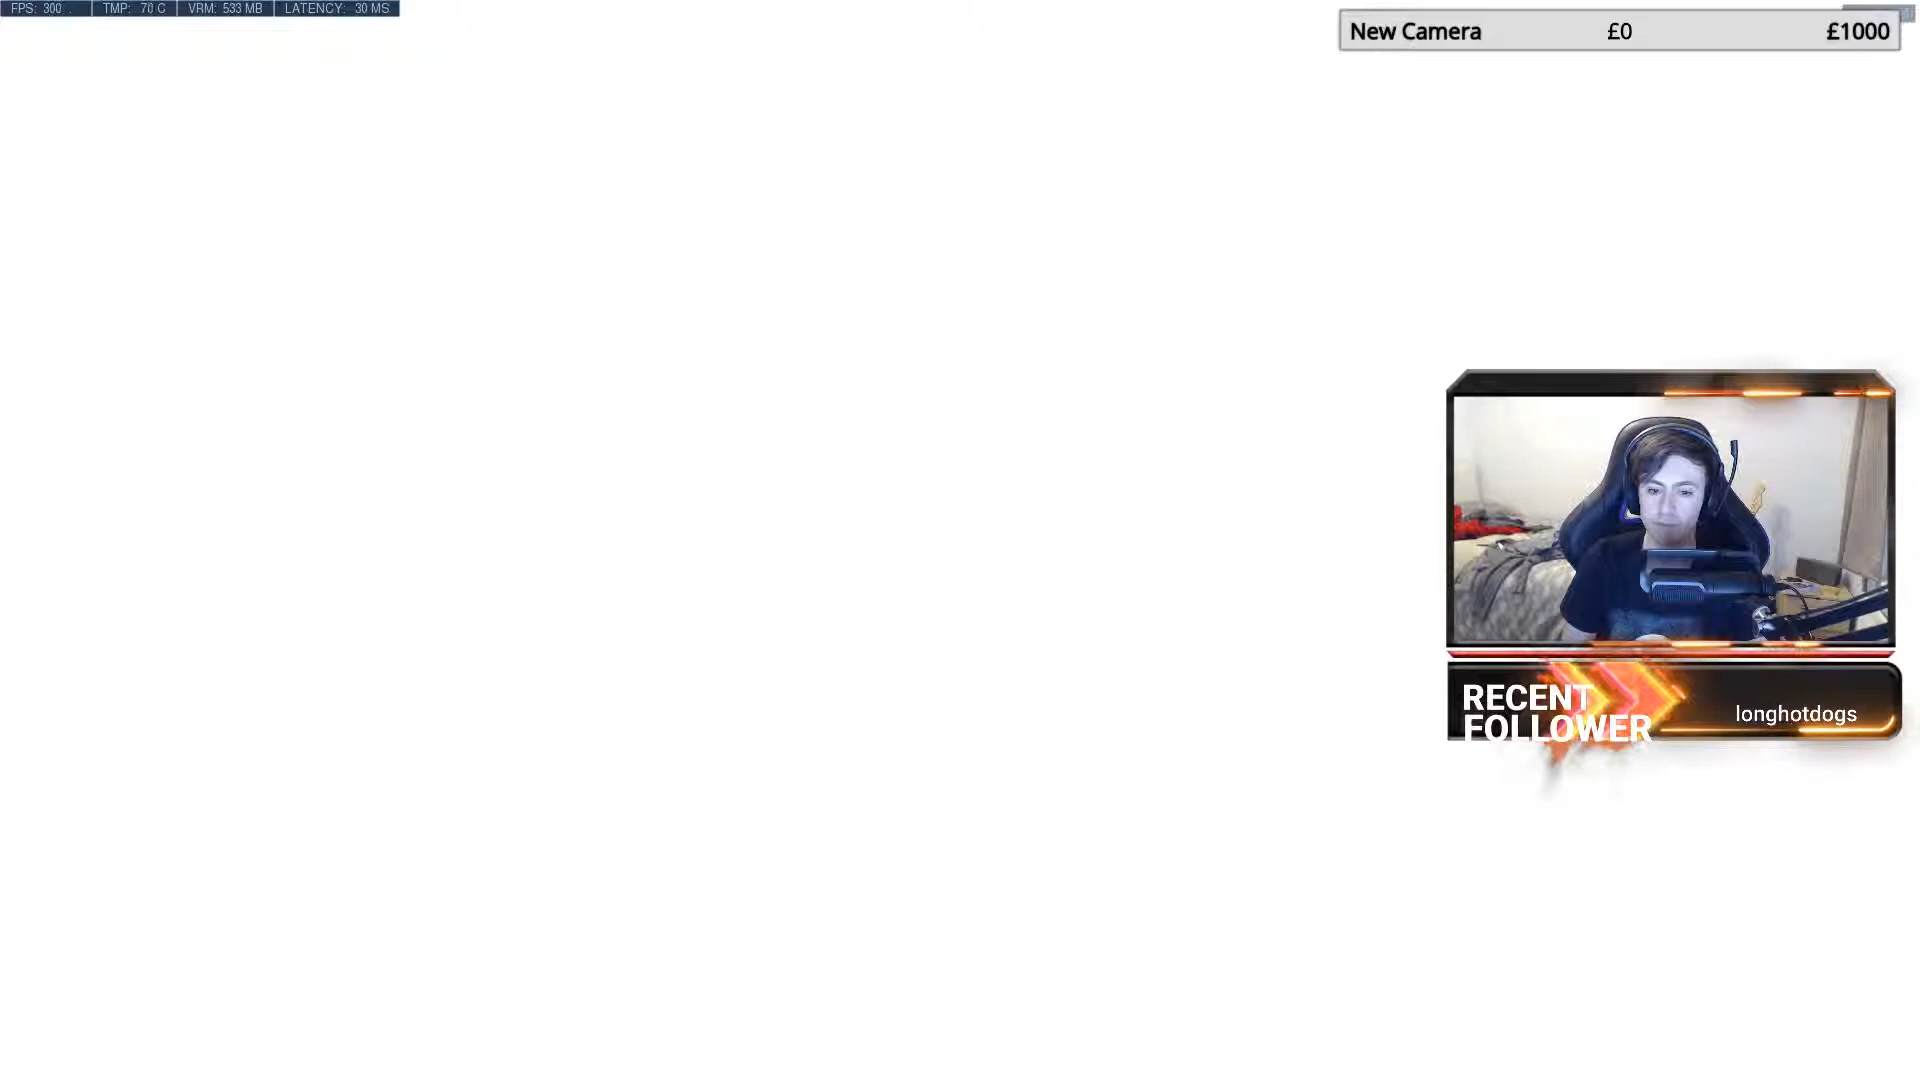 FPS: 300 TMP: 70 C VRM: 533 MB LATENCY: 30 MS
New Camera £0 £1000
RECENT
FOLLOWER
longhotdogs